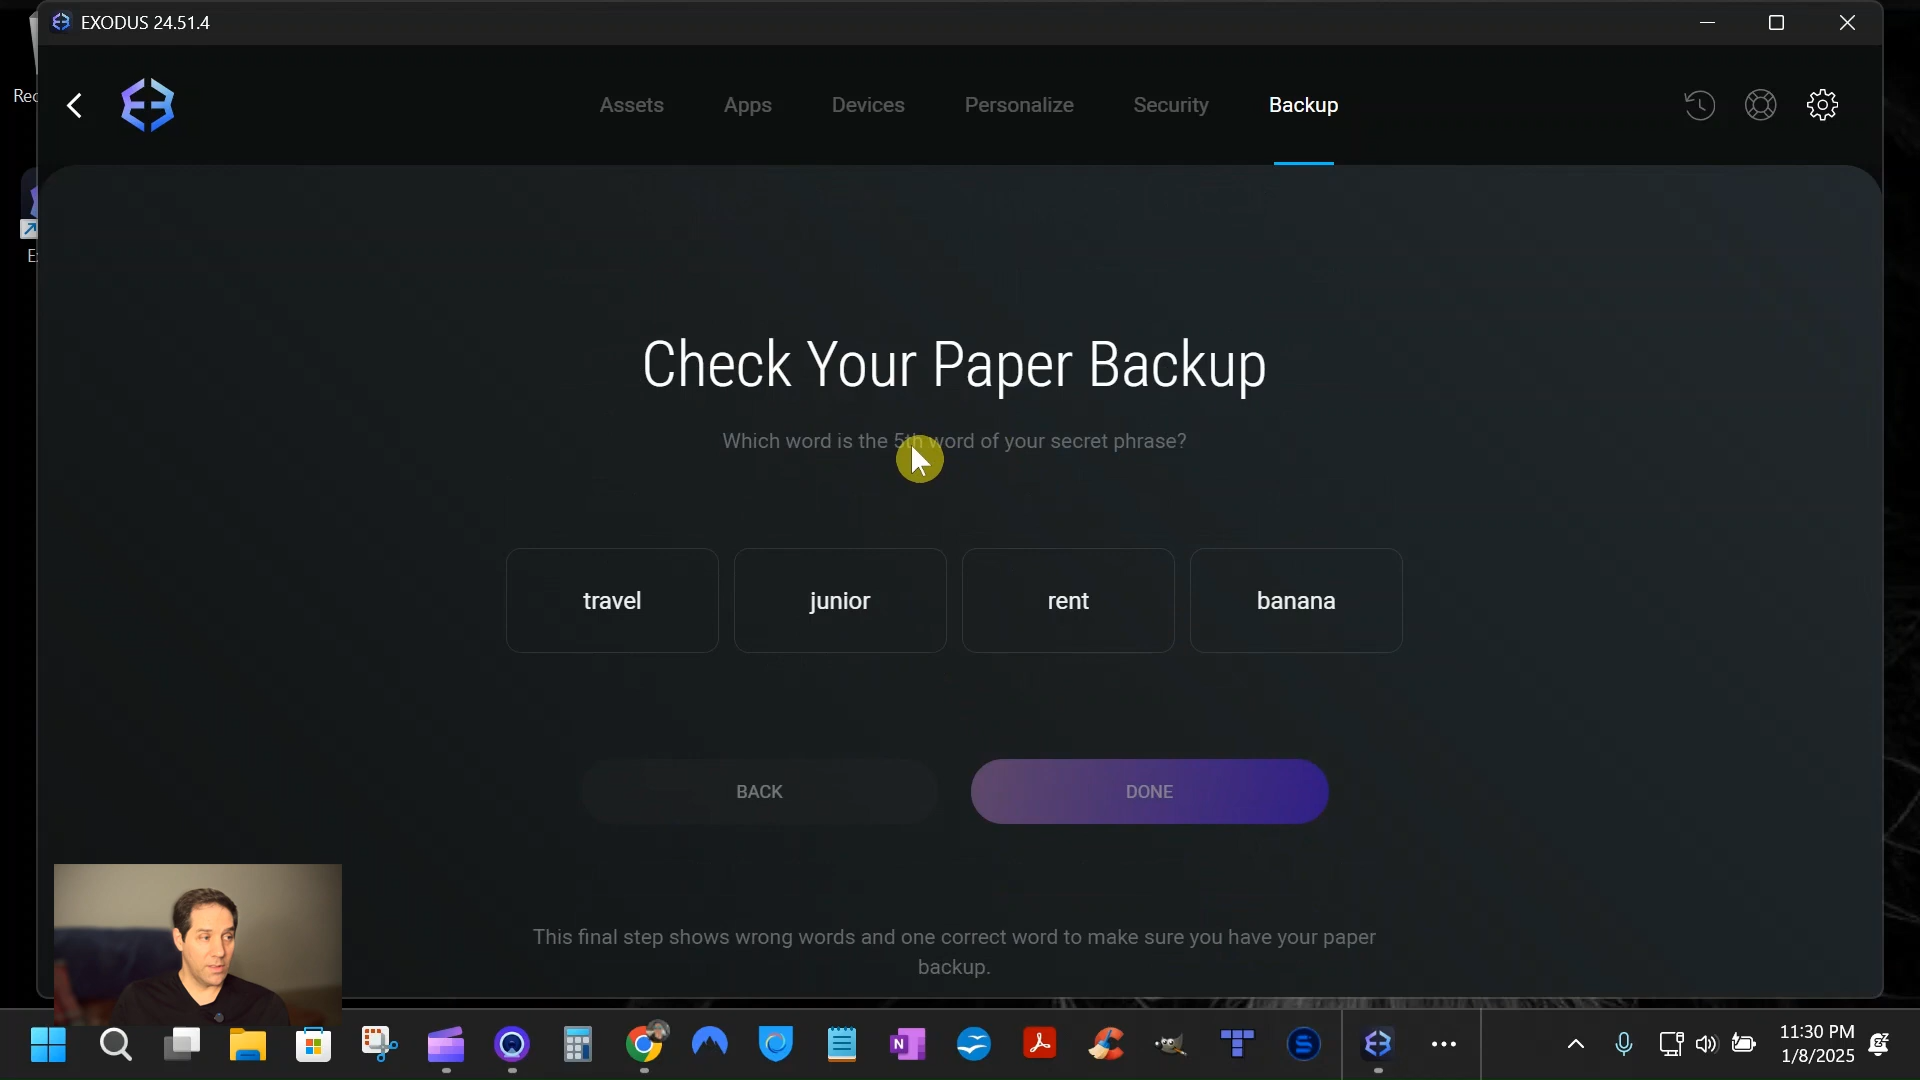 EXODUS 24.51.4
Rec
Assets Apps Devices Personalize Security Backup
E
Check Your Paper Backup
Which word is the 5th word of your secret phrase?
travel junior rent banana
BACK DONE
This final step shows wrong words and one correct word to make sure you have your paper
backup.
11:30 PM
1/8/2025